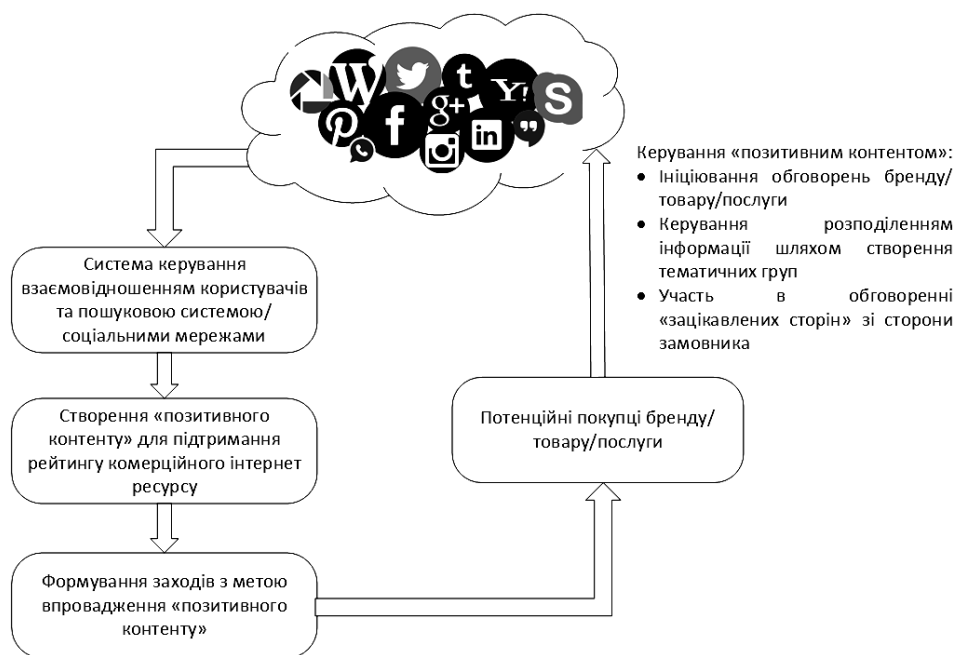 Система керування
взаємовідношенням користувачів
та пошуковою системою/
соціальними мережами
Створення «позитивного
контенту» для підтримання
рейтингу комерційного інтернет
ресурсу
Формування заходів з метою
впровадження «позитивного
контенту»
Потенційні покупці бренду/
товару/послуги
Керування «позитивним контентом»:
• Ініціювання обговорень бренду/
товару/послуги
• Керування розподіленням
інформації шляхом створення
тематичних груп
• Участь в обговоренні
«зацікавлених сторін» зі сторони
замовника